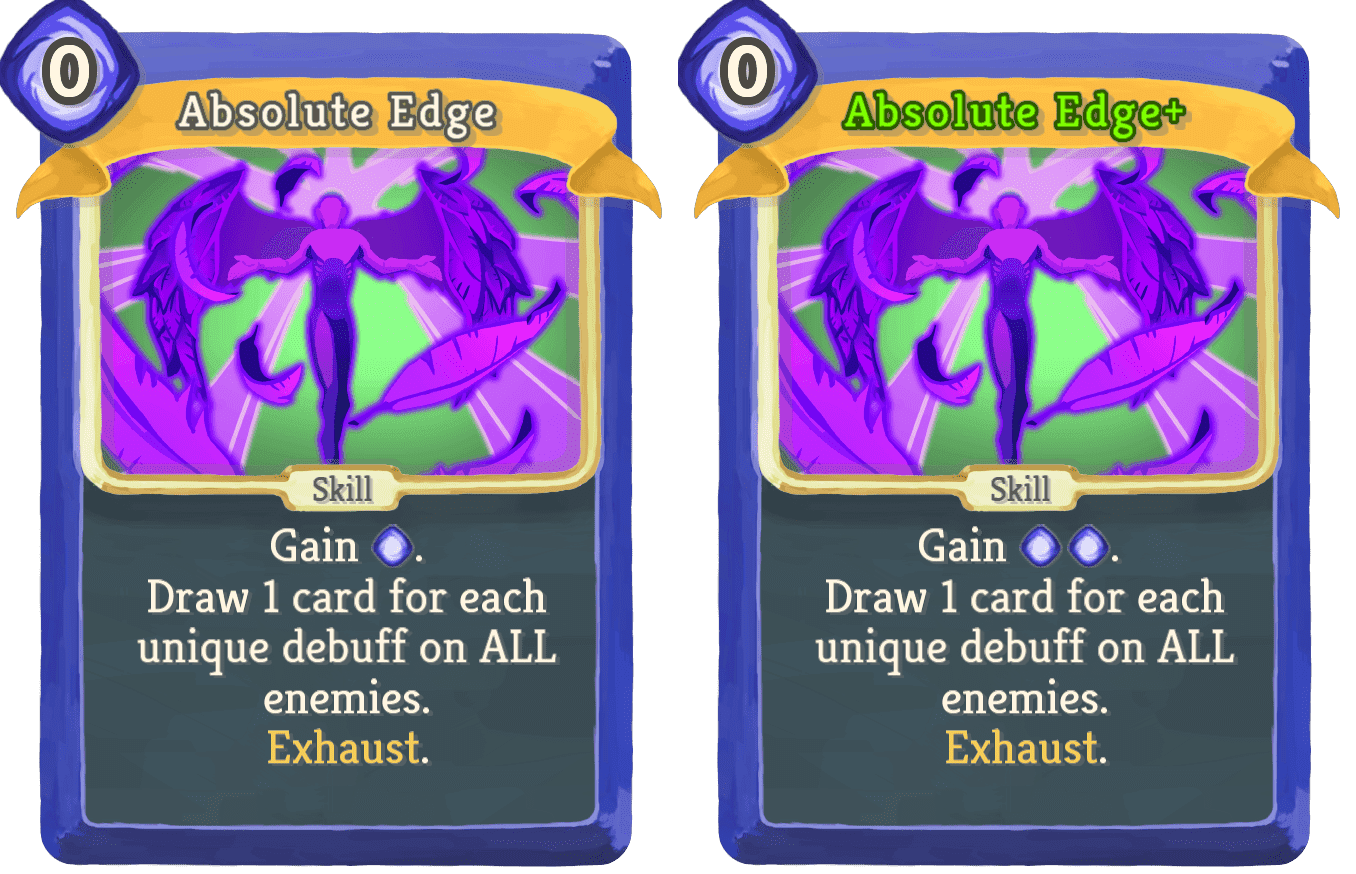 0
Absolute Edge
Skill
Gain .
Draw 1 card for each
unique debuff on ALL
enemies.
Exhaust.
0
Absolute Edge+
Skill
Gain .
Draw 1 card for each
unique debuff on ALL
enemies.
Exhaust.